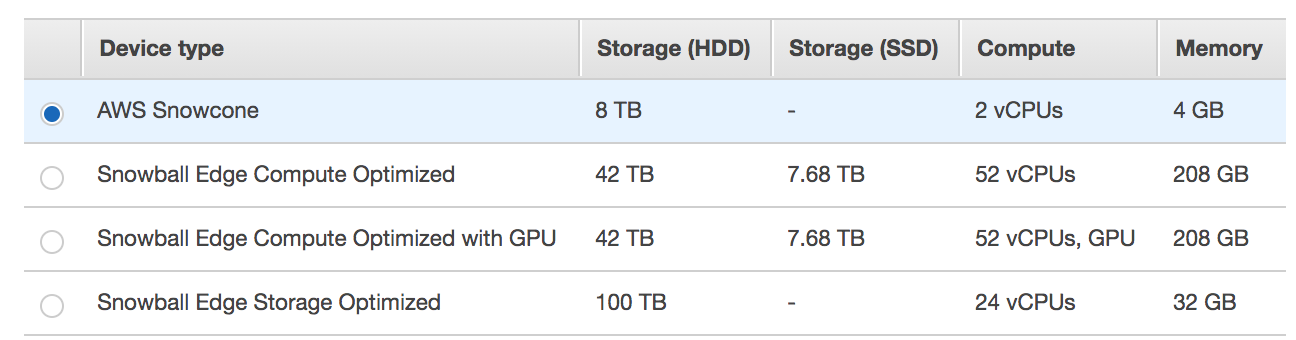 Device type Storage (HDD) Storage (SSD) Compute Memory
AWS Snowcone 8 TB - 2 vCPUs 4 GB
Snowball Edge Compute Optimized 42 TB 7.68 TB 52 vCPUs 208 GB
Snowball Edge Compute Optimized with GPU 42 TB 7.68 TB 52 vCPUs, GPU 208 GB
Snowball Edge Storage Optimized 100 TB - 24 vCPUs 32 GB